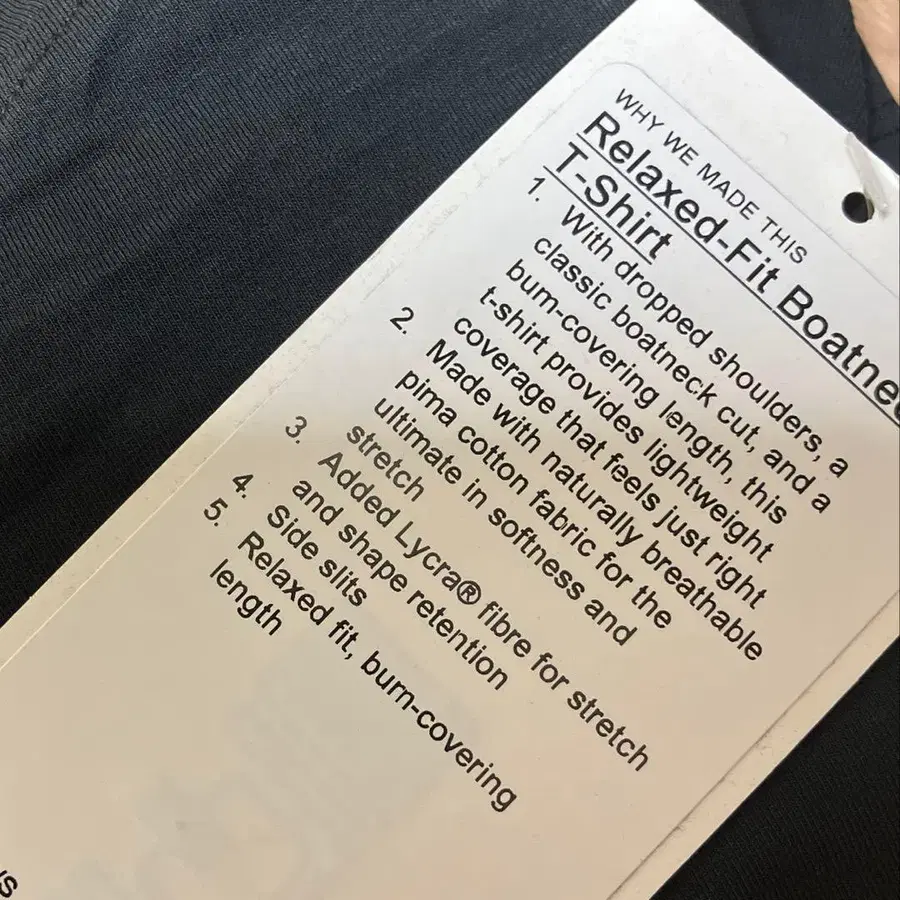 WHY WE MADE THIS
Relaxed-Fit Boatnec
T-Shirt
1. With dropped shoulders, a
classic boatneck cut, and a
bum-covering length, this
t-shirt provides lightweight
coverage that feels just right
2. Made with naturally breathable
pima cotton fabric for the
ultimate in softness and
stretch
3. Added Lycra® fibre for stretch
and shape retention
4. Side slits
5. Relaxed fit, bum-covering
length